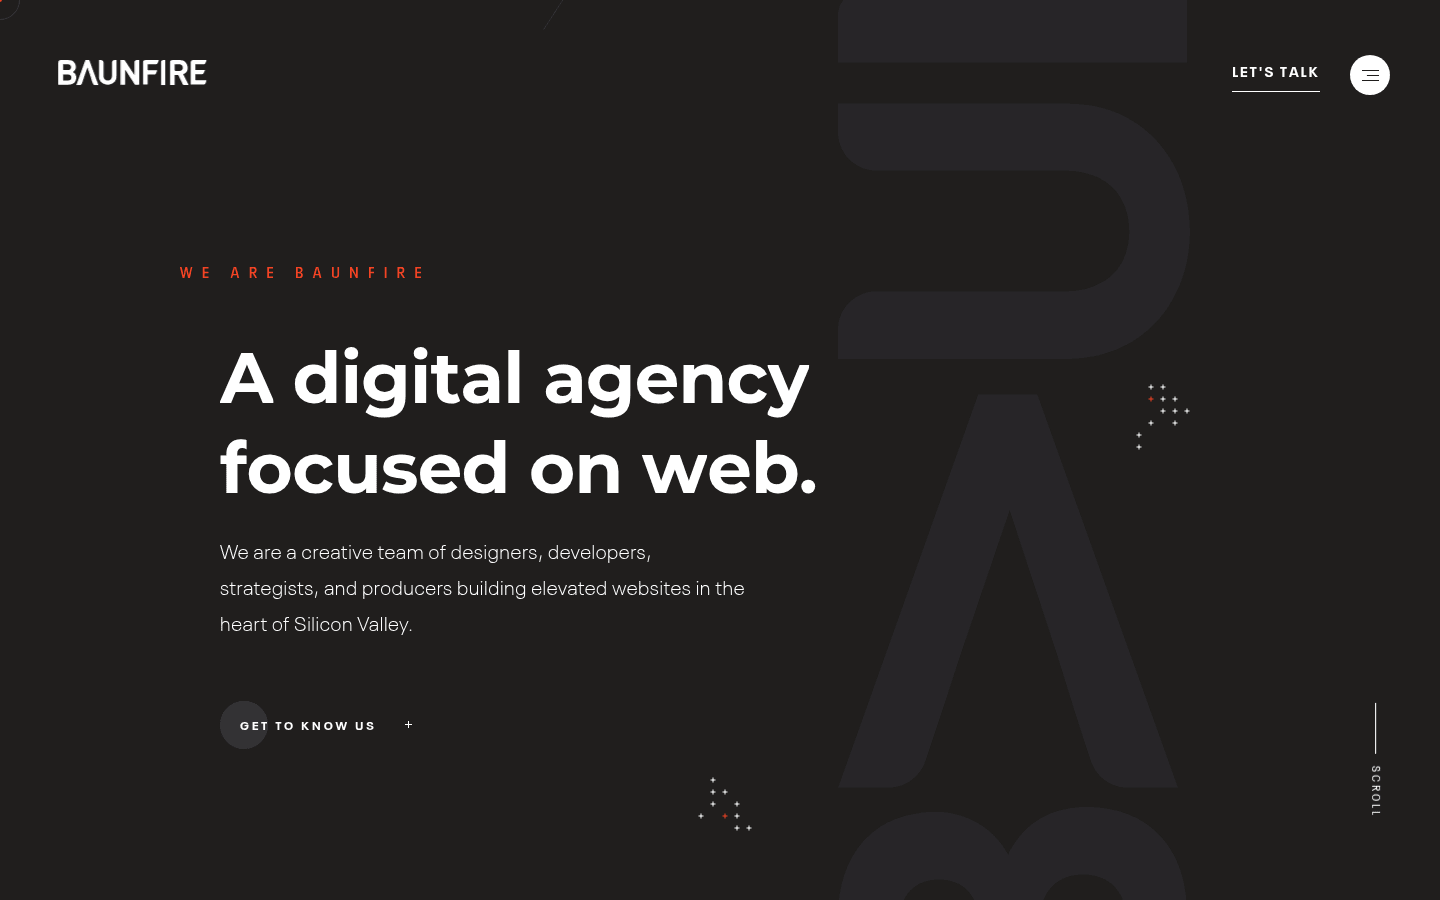 BAUNFIRE
LET'S TALK
WE ARE BAUNFIRE
A digital agency
focused on web.
We are a creative team of designers, developers,
strategists, and producers building elevated websites in the
heart of Silicon Valley.
GET TO KNOW US +
SCROLL
BAU